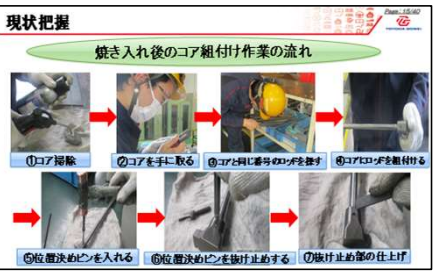 現状把握
Page: 15/40
焼き入れ後のコア組付け作業の流れ
①コア掃除
②コアを手に取る
③コアと同じ番号のロッドを探す
④コアにロッドを組付ける
⑤位置決めピンを入れる
⑥位置決めピンを抜け止めする
⑦抜け止め部の仕上げ